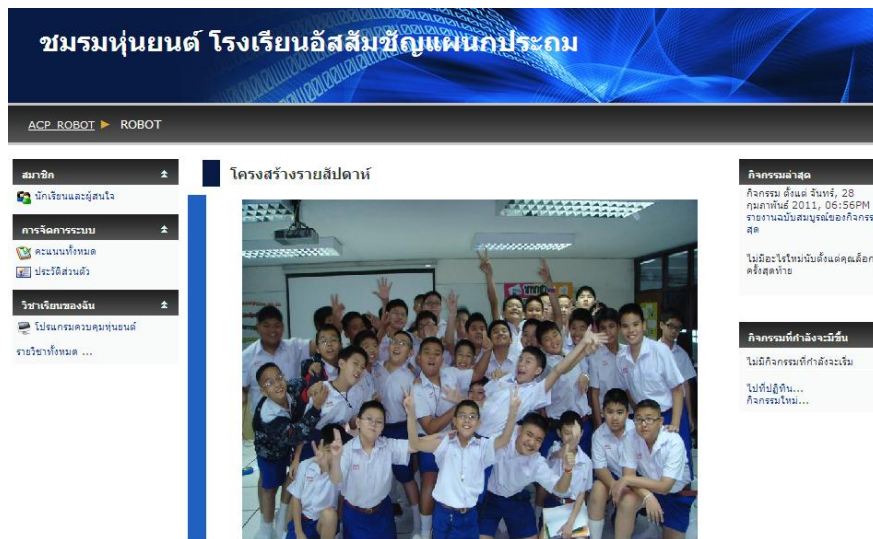 ชมรมหุ่นยนต์ โรงเรียนอัสสัมชัญแผนกประถม
ACP_ROBOT ► ROBOT
สมาชิก
นักเรียนและผู้สนใจ
การจัดการระบบ
คะแนนทั้งหมด
ประวัติส่วนตัว
วิชาเรียนของฉัน
โปรแกรมควบคุมหุ่นยนต์
รายวิชาทั้งหมด ...
โครงสร้างรายสัปดาห์
กิจกรรมล่าสุด
กิจกรรม ตั้งแต่ จันทร์, 28
กุมภาพันธ์ 2011, 06:56PM
รายงานฉบับสมบูรณ์ของกิจกรร
สุด
ไม่มีอะไรใหม่นับตั้งแต่คุณล็อก
ครั้งสุดท้าย
กิจกรรมที่กำลังจะมีขึ้น
ไม่มีกิจกรรมที่กำลังจะเริ่ม
ไปที่ปฏิทิน...
กิจกรรมใหม่...